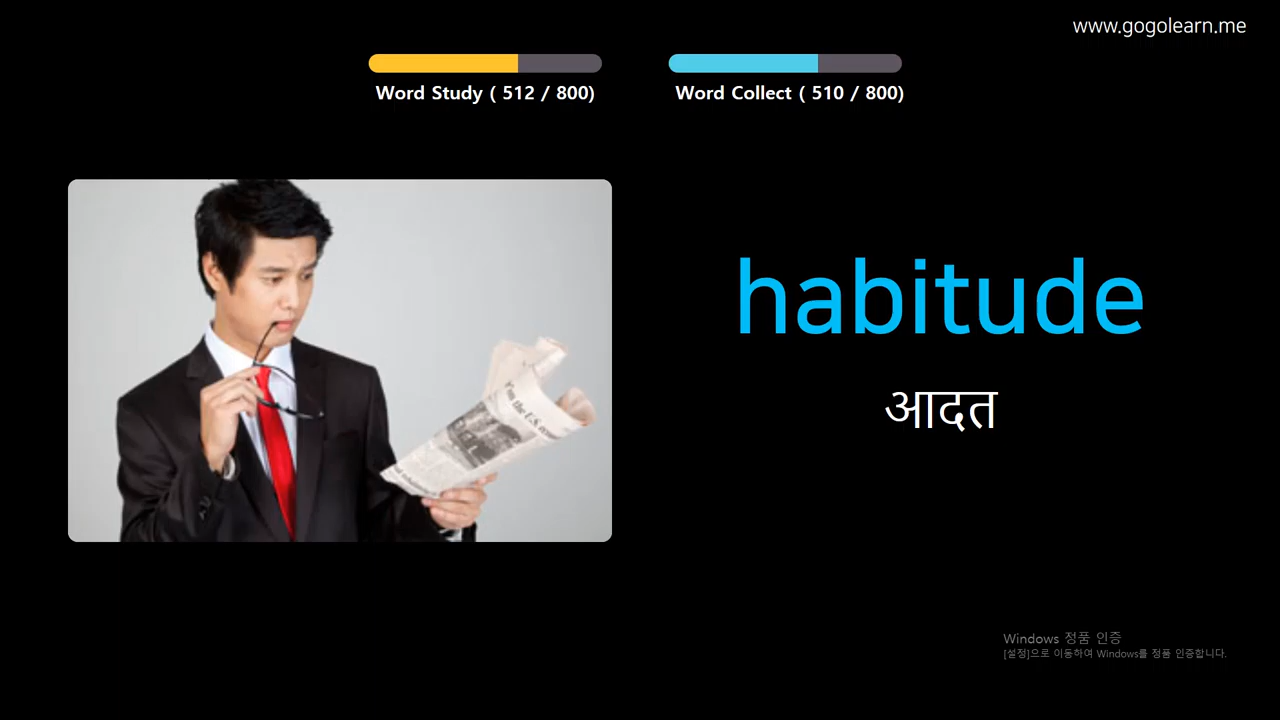 www.gogolearn.me
Word Study ( 512 / 800)
Word Collect ( 510 / 800)
habitude
आदत
Windows 정품 인증
[설정]으로 이동하여 Windows를 정품 인증합니다.